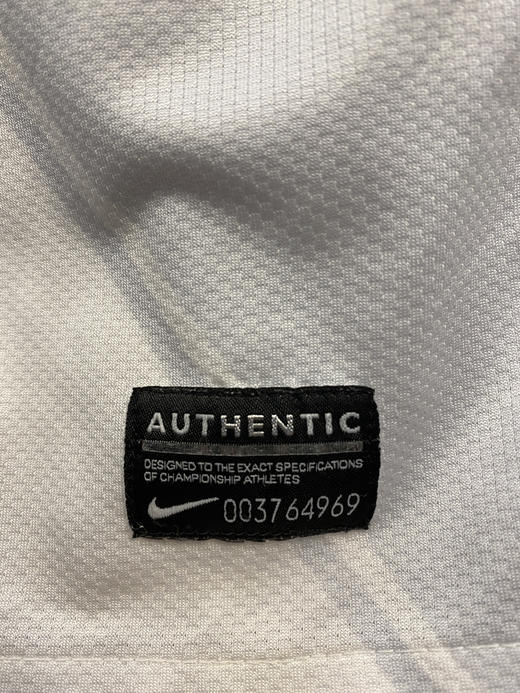 AUTHENTIC
DESIGNED TO THE EXACT SPECIFICATIONS
OF CHAMPIONSHIP ATHLETES
003764969